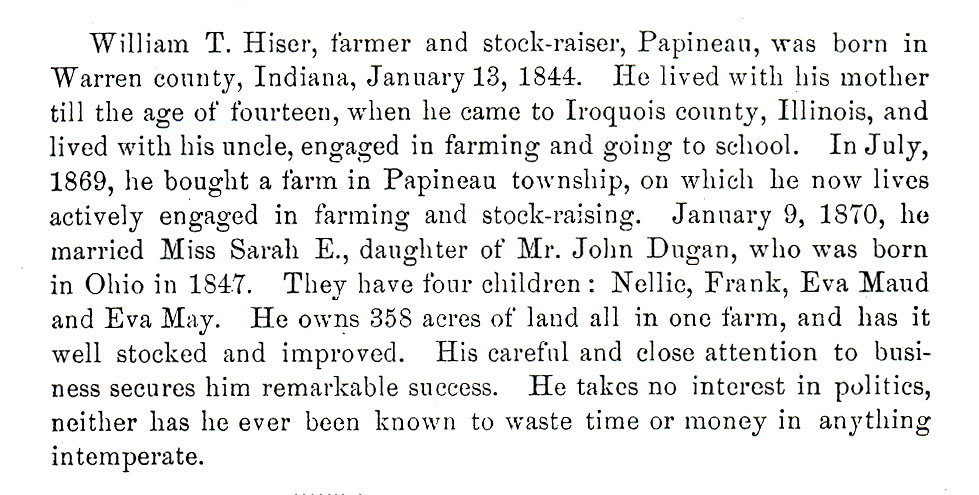 William T. Hiser, farmer and stock-raiser, Papineau, was born in
Warren county, Indiana, January 13, 1844. He lived with his mother
till the age of fourteen, when he came to Iroquois county, Illinois, and
lived with his uncle, engaged in farming and going to school. In July,
1869, he bought a farm in Papineau township, on which he now lives
actively engaged in farming and stock-raising. January 9, 1870, he
married Miss Sarah E., daughter of Mr. John Dugan, who was born
in Ohio in 1847. They have four children: Nellie, Frank, Eva Maud
and Eva May. He owns 358 acres of land all in one farm, and has it
well stocked and improved. His careful and close attention to busi-
ness secures him remarkable success. He takes no interest in politics,
neither has he ever been known to waste time or money in anything
intemperate.